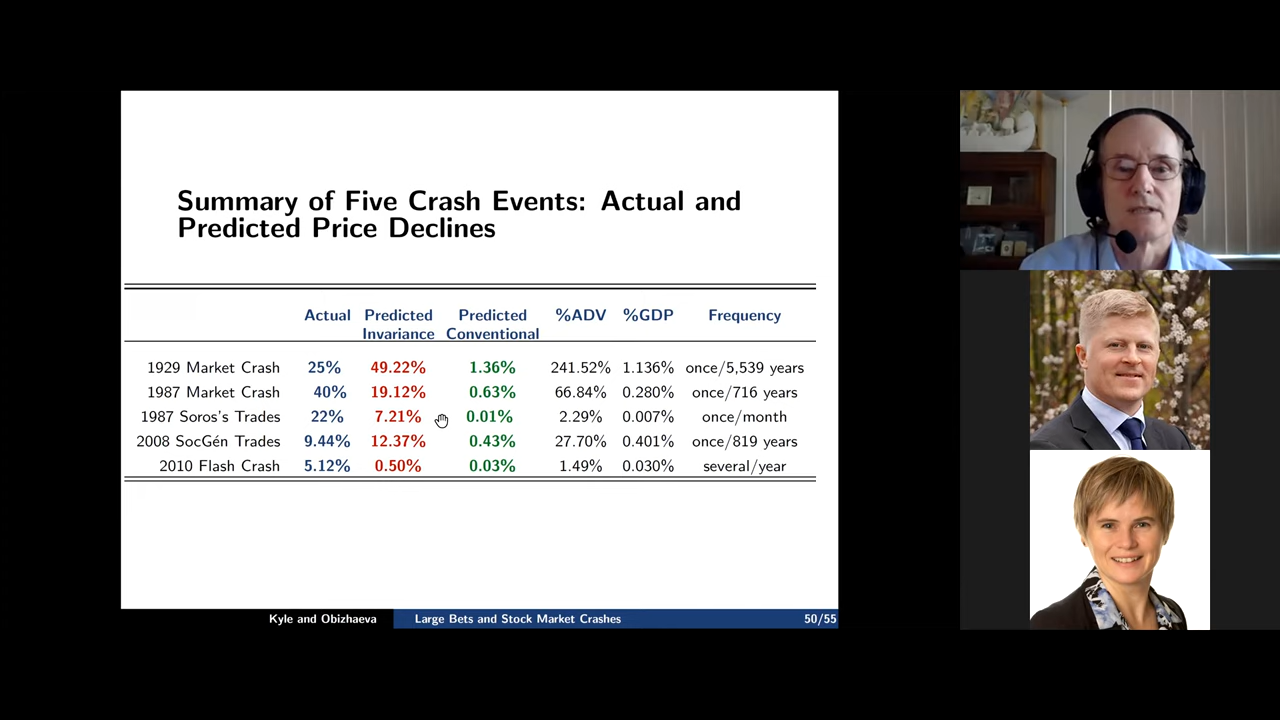 Summary of Five Crash Events: Actual and
Predicted Price Declines
Actual Predicted Predicted %ADV %GDP Frequency
Invariance Conventional
1929 Market Crash 25% 49.22% 1.36% 241.52% 1.136% once/5,539 years
1987 Market Crash 40% 19.12% 0.63% 66.84% 0.280% once/716 years
1987 Soros's Trades 22% 7.21% 0.01% 2.29% 0.007% once/month
2008 SocGén Trades 9.44% 12.37% 0.43% 27.70% 0.401% once/819 years
2010 Flash Crash 5.12% 0.50% 0.03% 1.49% 0.030% several/year
Kyle and Obizhaeva Large Bets and Stock Market Crashes 50/55